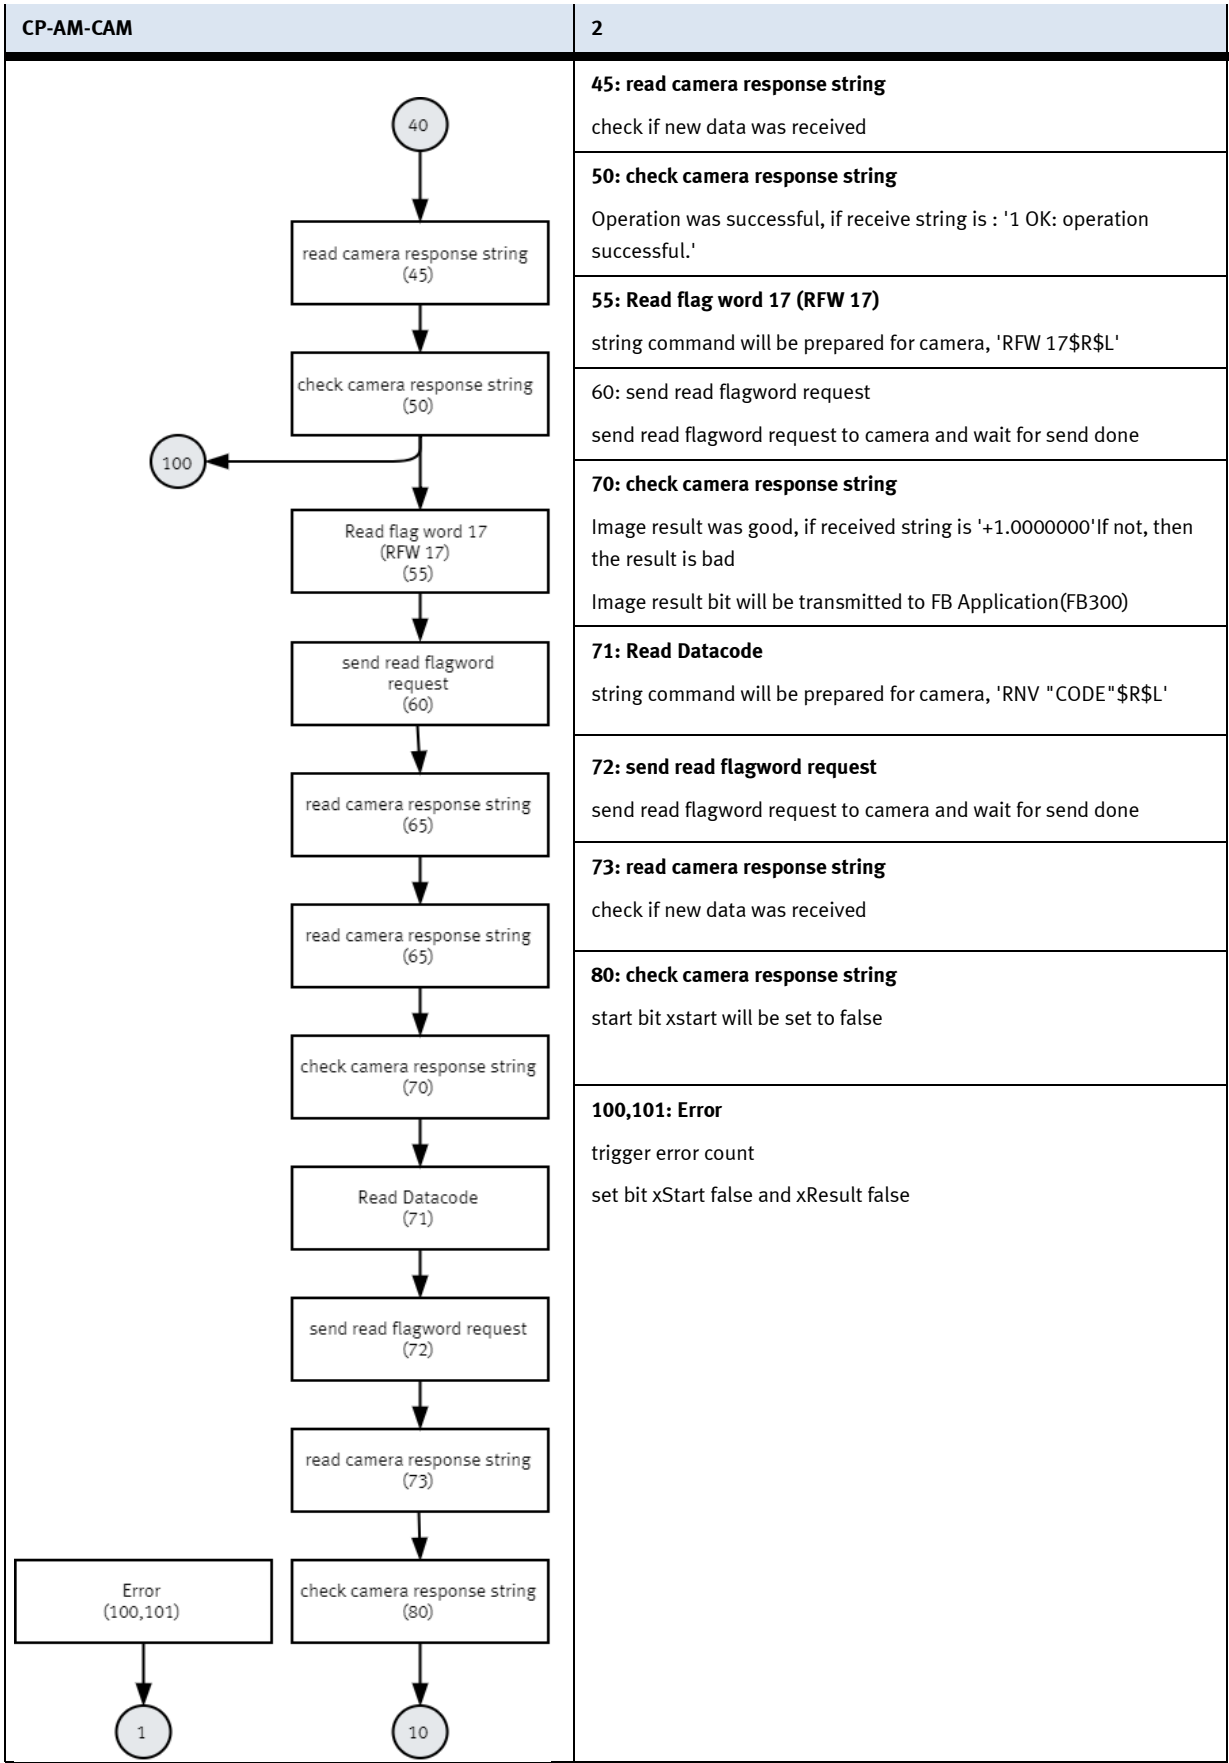 CP-AM-CAM
2
40
read camera response string
(45)
check camera response string
(50)
100
Read flag word 17
(RFW 17)
(55)
send read flagword
request
(60)
read camera response string
(65)
read camera response string
(65)
check camera response string
(70)
Read Datacode
(71)
send read flagword request
(72)
read camera response string
(73)
Error
(100,101)
check camera response string
(80)
1
10
45: read camera response string
check if new data was received
50: check camera response string
Operation was successful, if receive string is : '1 OK: operation
successful.'
55: Read flag word 17 (RFW 17)
string command will be prepared for camera, 'RFW 17$R$L'
60: send read flagword request
send read flagword request to camera and wait for send done
70: check camera response string
Image result was good, if received string is '+1.0000000'If not, then
the result is bad
Image result bit will be transmitted to FB Application(FB300)
71: Read Datacode
string command will be prepared for camera, 'RNV "CODE"$R$L'
72: send read flagword request
send read flagword request to camera and wait for send done
73: read camera response string
check if new data was received
80: check camera response string
start bit xstart will be set to false
100,101: Error
trigger error count
set bit xStart false and xResult false